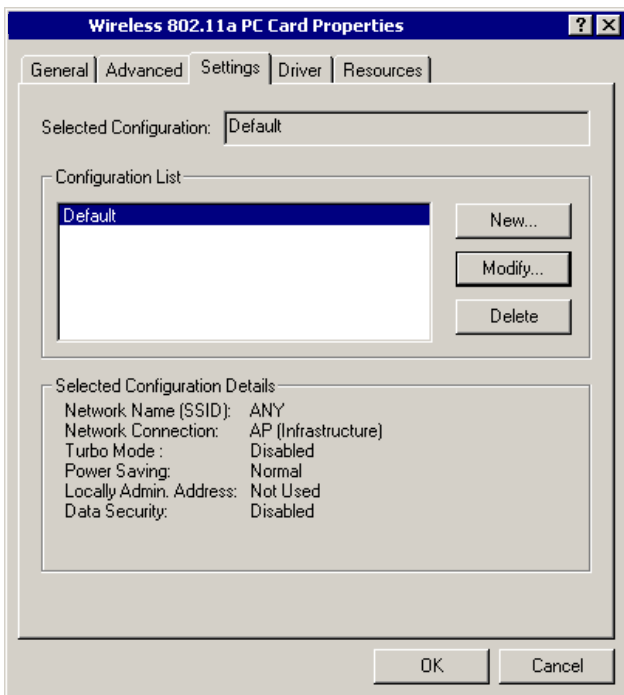 Wireless 802.11a PC Card Properties
General Advanced Settings Driver Resources
Selected Configuration: Default
Configuration List
Default
New...
Modify...
Delete
Selected Configuration Details
Network Name (SSID): ANY
Network Connection: AP (Infrastructure)
Turbo Mode : Disabled
Power Saving: Normal
Locally Admin. Address: Not Used
Data Security: Disabled
OK Cancel